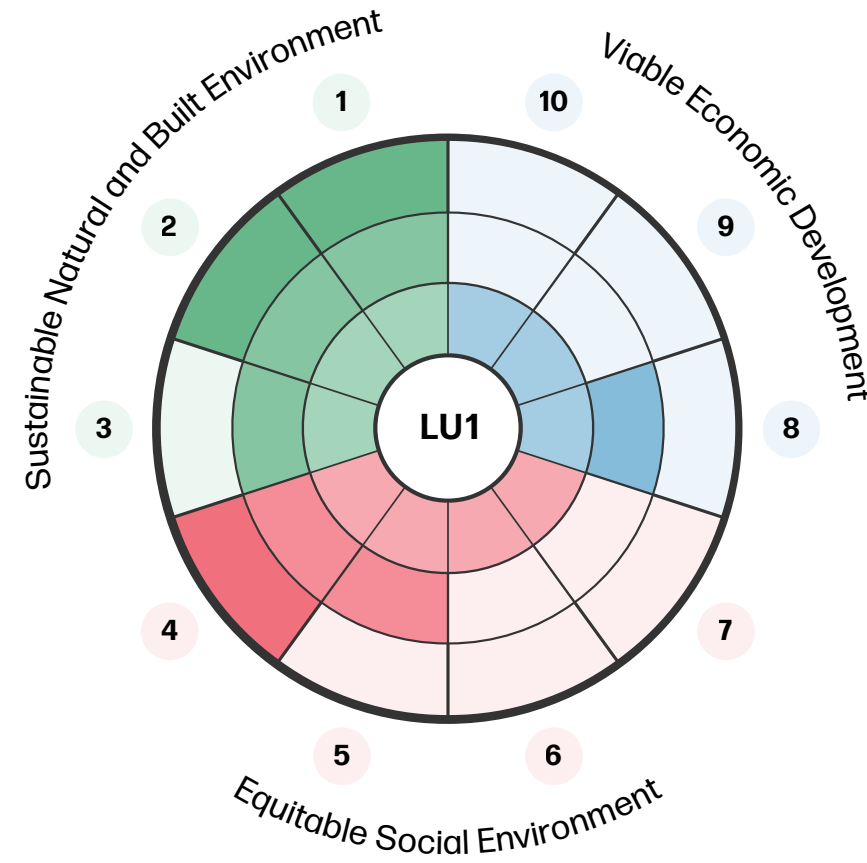 Sustainable Natural and Built Environment
Viable Economic Development
1
10
2
9
3
LU1
8
4
7
5
6
Equitable Social Environment